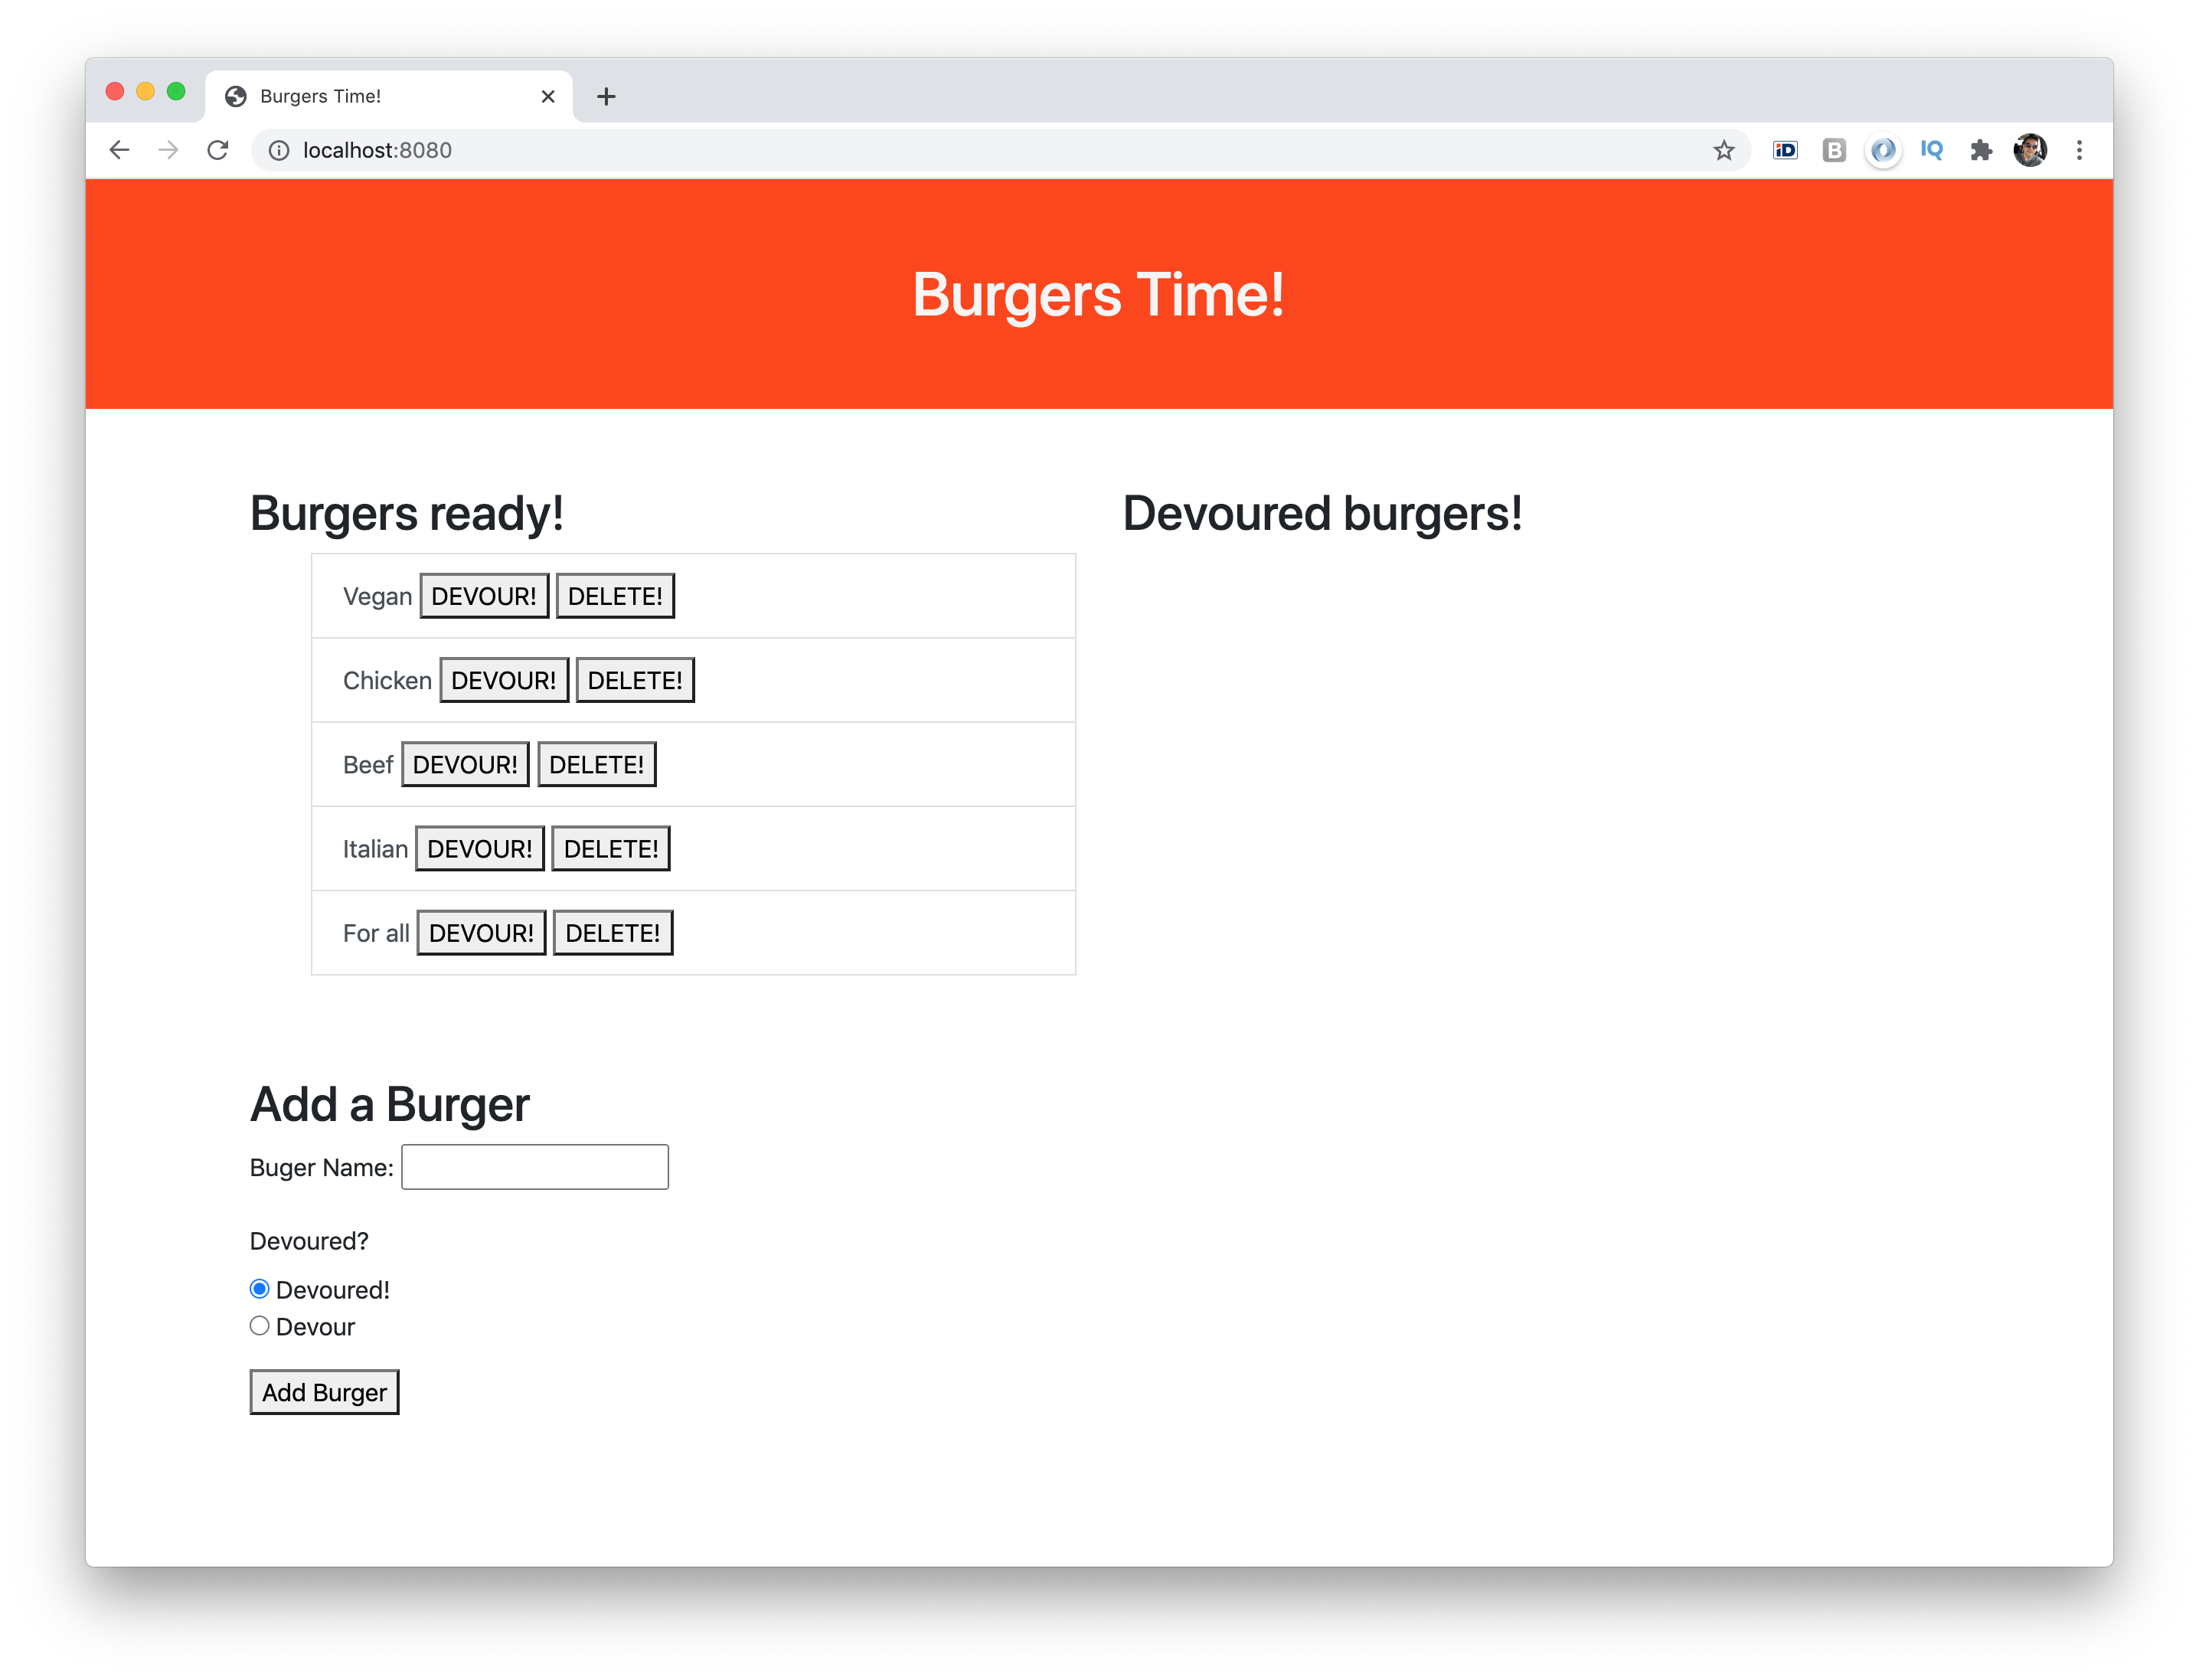 Burgers Time!
localhost:8080
iD
B
IQ
Burgers Time!
Burgers ready!
Vegan DEVOUR! DELETE!
Chicken DEVOUR! DELETE!
Beef DEVOUR! DELETE!
Italian DEVOUR! DELETE!
For all DEVOUR! DELETE!
Devoured burgers!
Add a Burger
Buger Name:
Devoured?
Devoured!
Devour
Add Burger